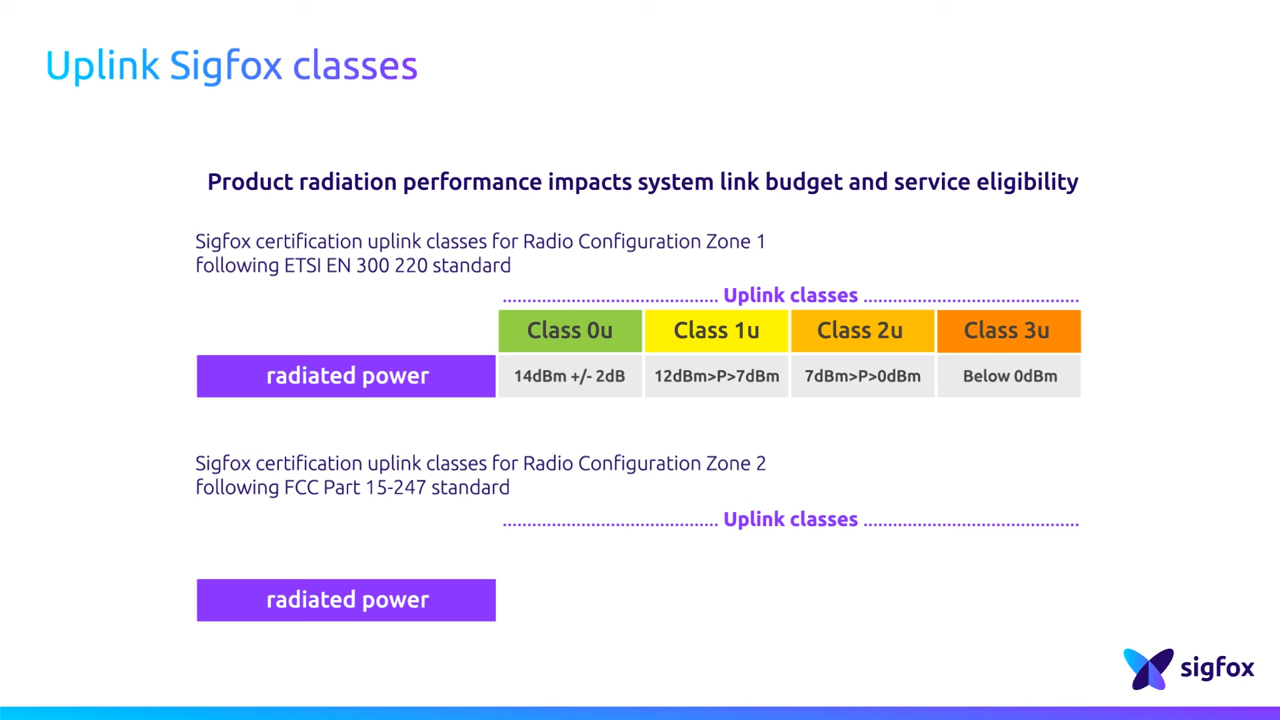 Uplink Sigfox classes
Product radiation performance impacts system link budget and service eligibility
Sigfox certification uplink classes for Radio Configuration Zone 1
following ETSI EN 300 220 standard
Uplink classes
Class 0u Class 1u Class 2u Class 3u
radiated power 14dBm +/- 2dB 12dBm>P>7dBm 7dBm>P>0dBm Below 0dBm
Sigfox certification uplink classes for Radio Configuration Zone 2
following FCC Part 15-247 standard
Uplink classes
radiated power
sigfox